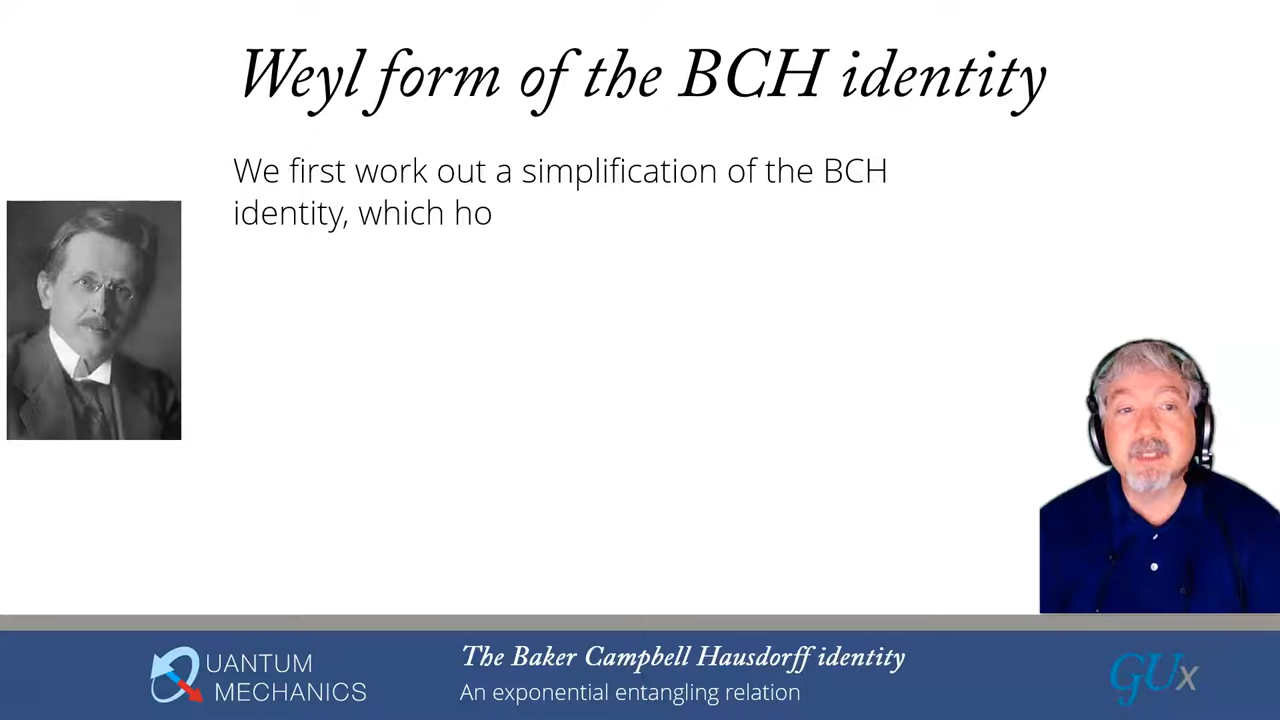 Weyl form of the BCH identity
We first work out a simplification of the BCH
identity, which ho
QUANTUM
MECHANICS
The Baker Campbell Hausdorff identity
An exponential entangling relation
GUx